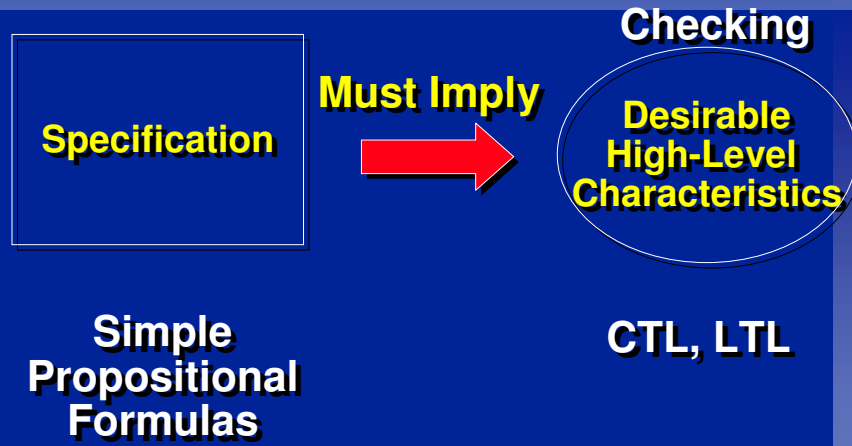 Checking
Must Imply
Specification
Desirable
High-Level
Characteristics
Simple
Propositional
Formulas
CTL, LTL